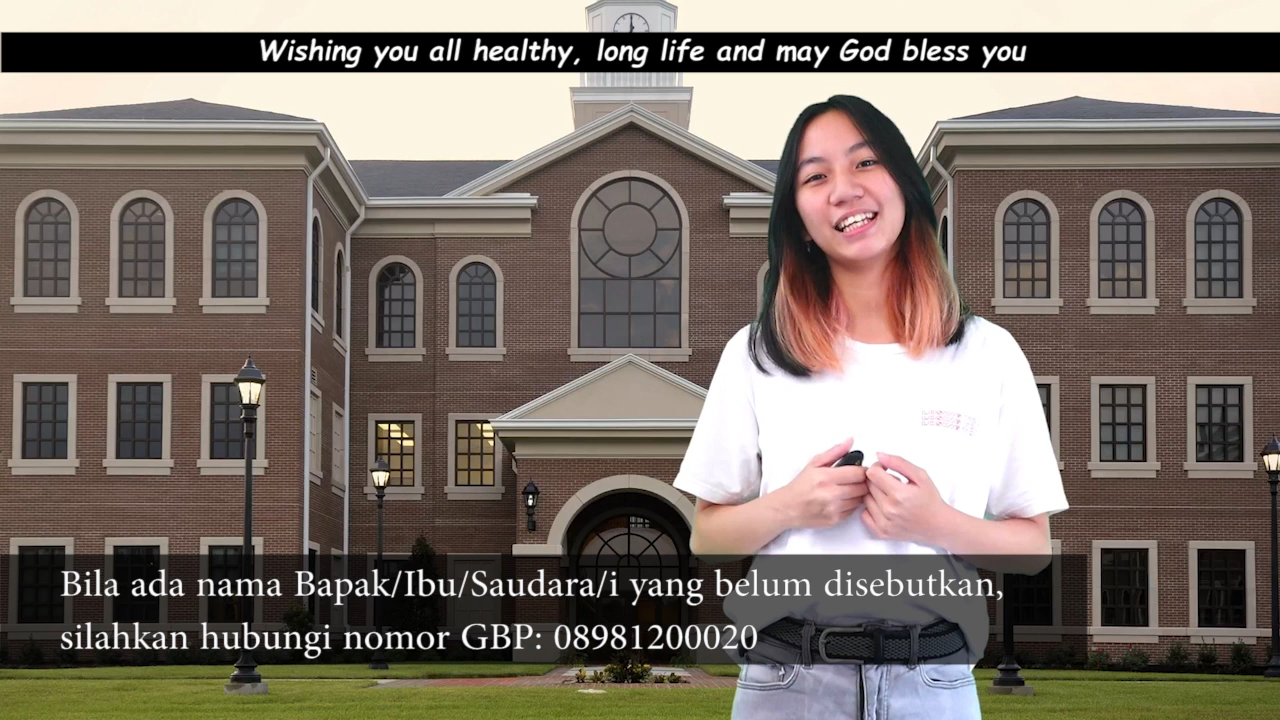 Wishing you all healthy, long life and may God bless you
Bila ada nama Bapak/Ibu/Saudara/i yang belum disebutkan,
silahkan hubungi nomor GBP: 08981200020